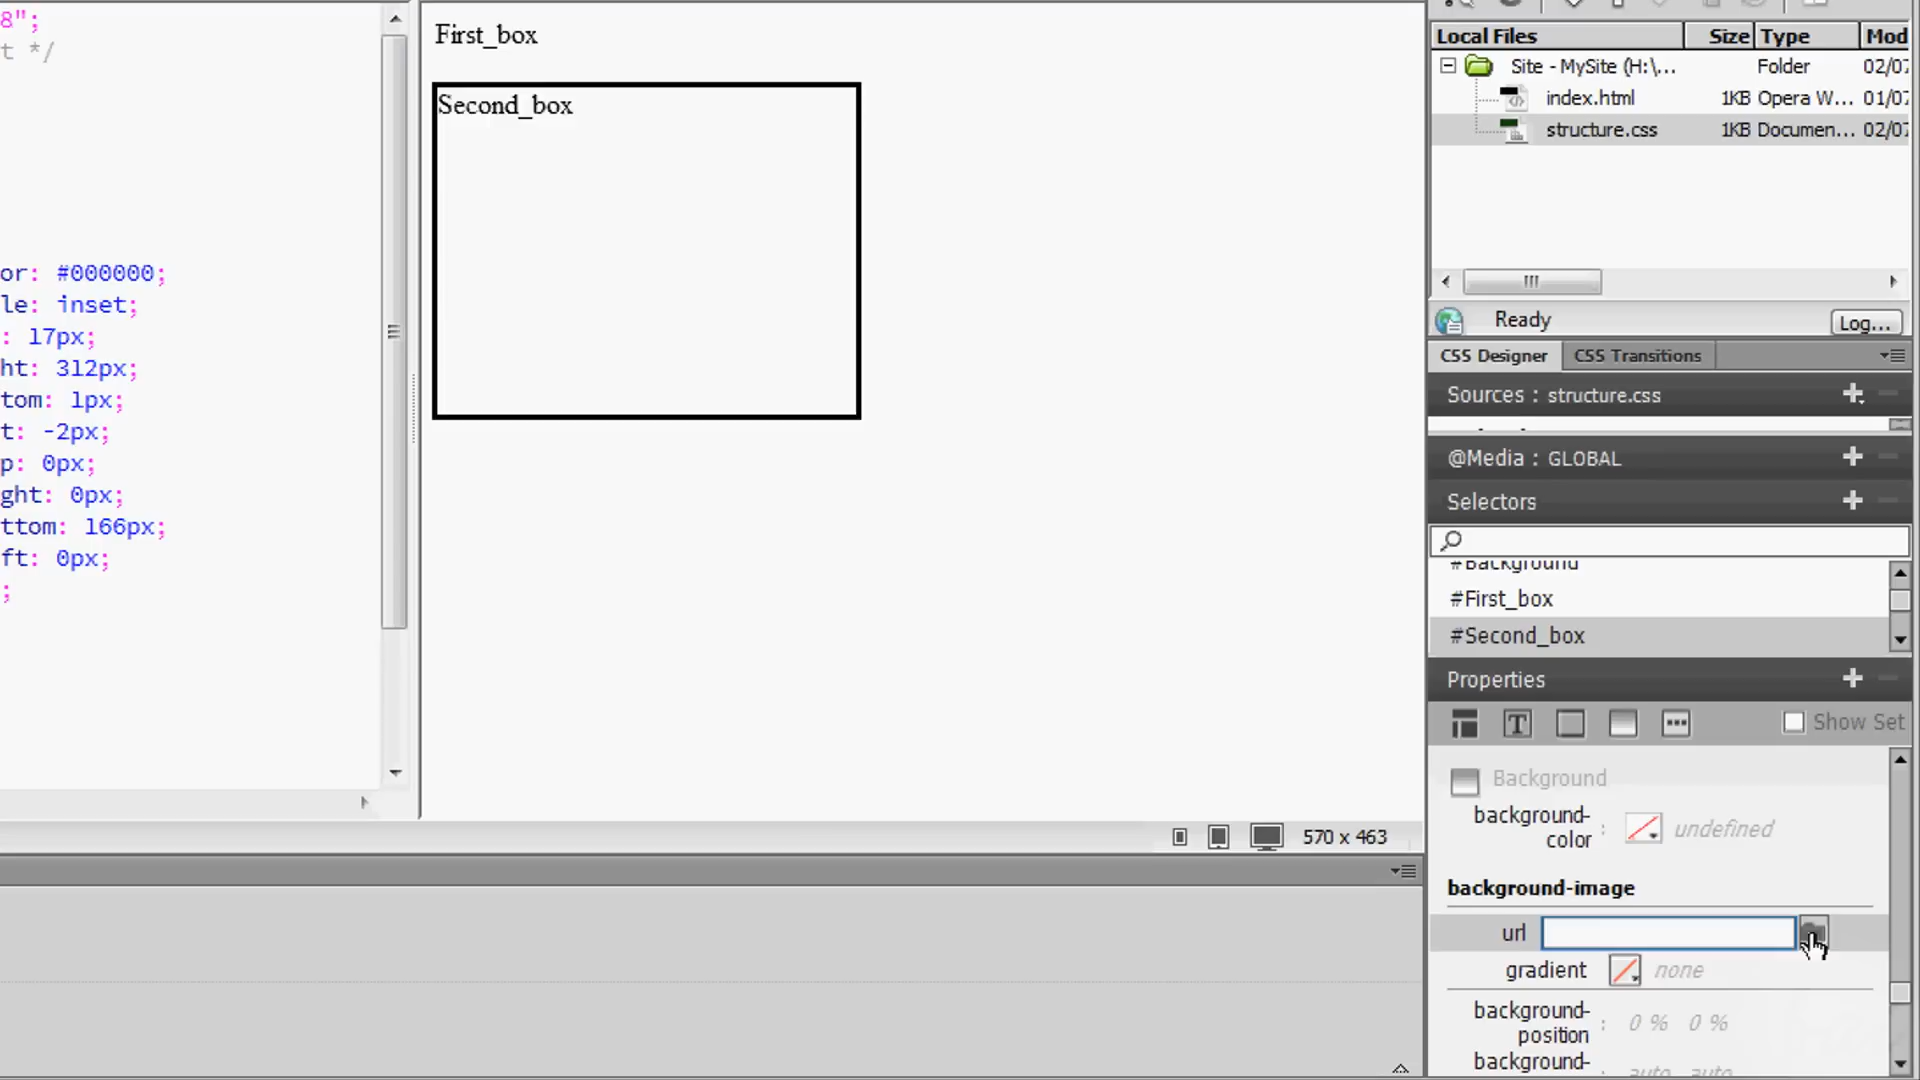 8";
t */
or: #000000;
le: inset;
: 17px;
ht: 312px;
tom: 1px;
t: -2px;
p: 0px;
ght: 0px;
ttom: 166px;
ft: 0px;
;
First_box
Second_box
570 x 463
Local Files Size Type Mod
Site - MySite (H:\... Folder 02/07
index.html 1KB Opera W... 01/07
structure.css 1KB Documen... 02/07
Ready Log...
CSS Designer CSS Transitions
Sources : structure.css
@Media : GLOBAL
Selectors
#Background
#First_box
#Second_box
Properties
Show Set
Background
background-
color : undefined
background-image
url
gradient none
background-
position : 0 % 0 %
background-
: auto auto